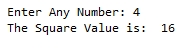 Enter Any Number: 4
The Square Value is:  16